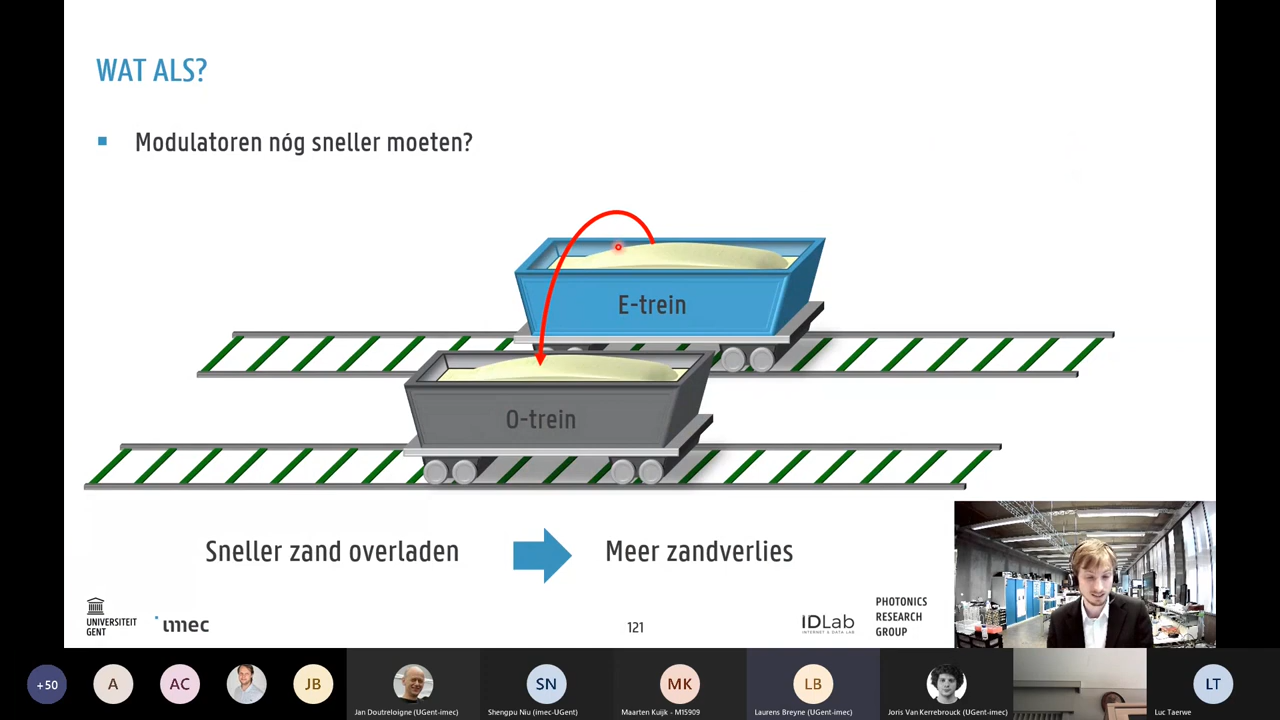 WAT ALS?
Modulatoren nóg sneller moeten?
E-trein
O-trein
Sneller zand overladen
Meer zandverlies
UNIVERSITEIT
GENT
imec
121
IDLab
INTERNET & DATA LAB
PHOTONICS
RESEARCH
GROUP
+50
A
AC
JB
Jan Doutreloigne (UGent-imec)
SN
Shengpu Niu (imec-UGent)
MK
Maarten Kuijk - M15909
LB
Laurens Breyne (UGent-imec)
Joris Van Kerrebrouck (UGent-imec)
LT
Luc Taerwe